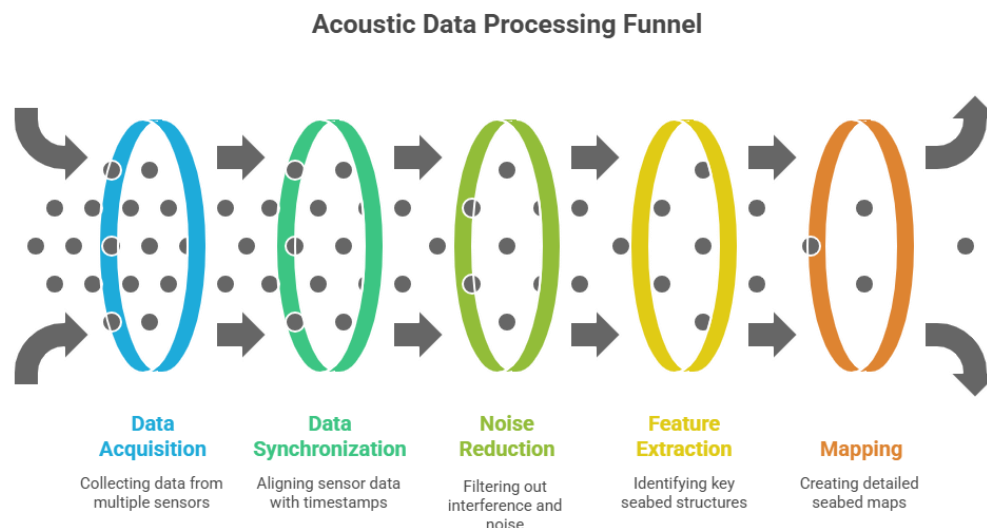 Acoustic Data Processing Funnel
Data
Acquisition
Collecting data from
multiple sensors
Data
Synchronization
Aligning sensor data
with timestamps
Noise
Reduction
Filtering out
interference and
noise
Feature
Extraction
Identifying key
seabed structures
Mapping
Creating detailed
seabed maps